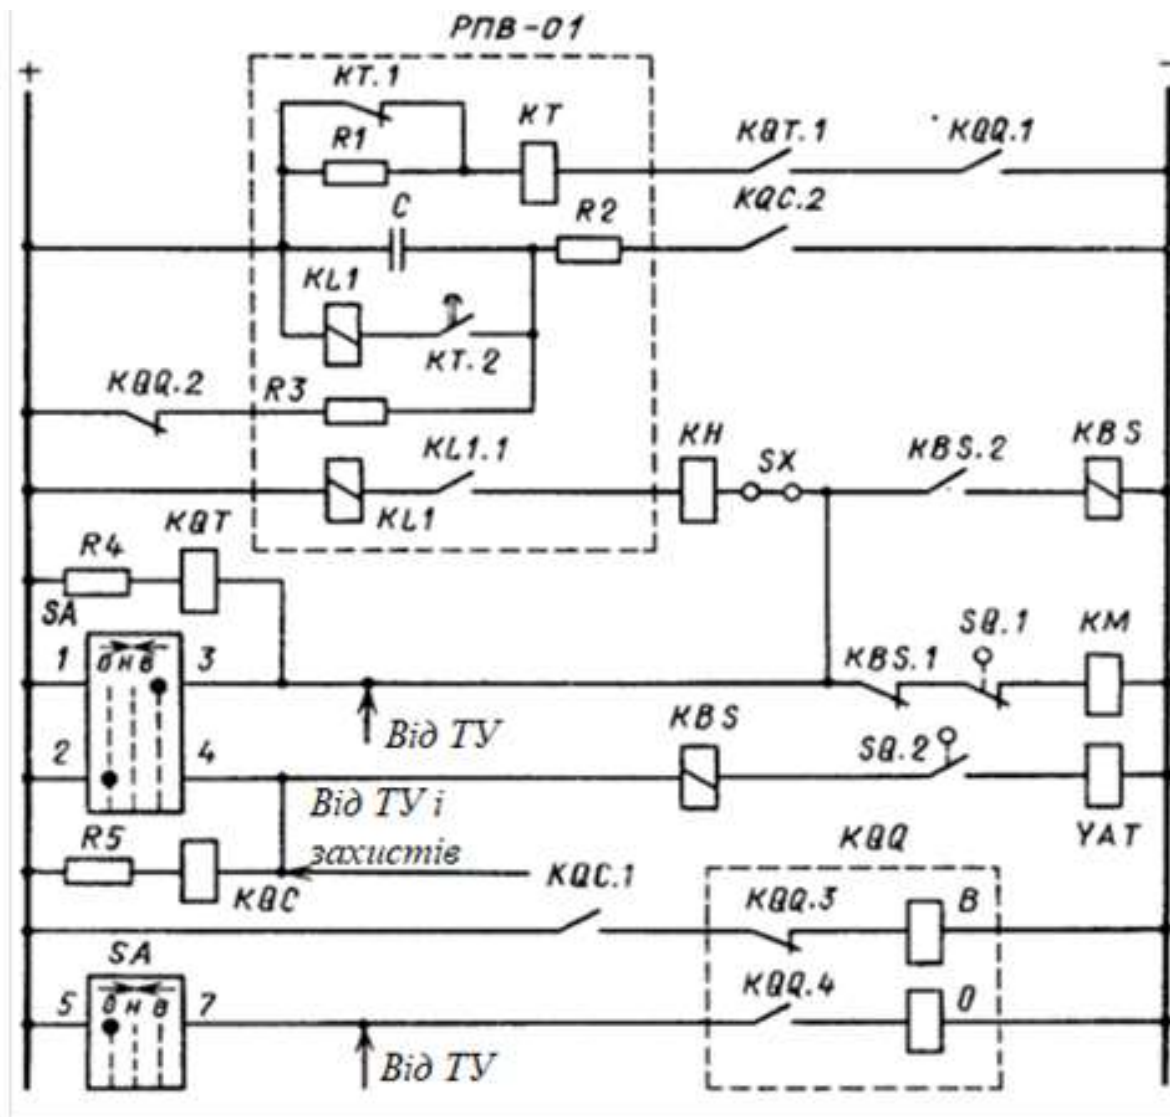 РПВ-01
+
-
KT.1
KT
R1
KQT.1
KQQ.1
C
R2
KQC.2
KL1
KT.2
KQQ.2
R3
KL1.1
KH
SX
KBS.2
KBS
KL1
KQT
R4
SA
1
О Н В
3
KBS.1
SQ.1
KM
Від ТУ
KBS
2
4
SQ.2
Від ТУ і
захистів
YAT
R5
KQC
KQC.1
KQQ
KQQ.3
В
SA
KQQ.4
О
5
О Н В
7
Від ТУ